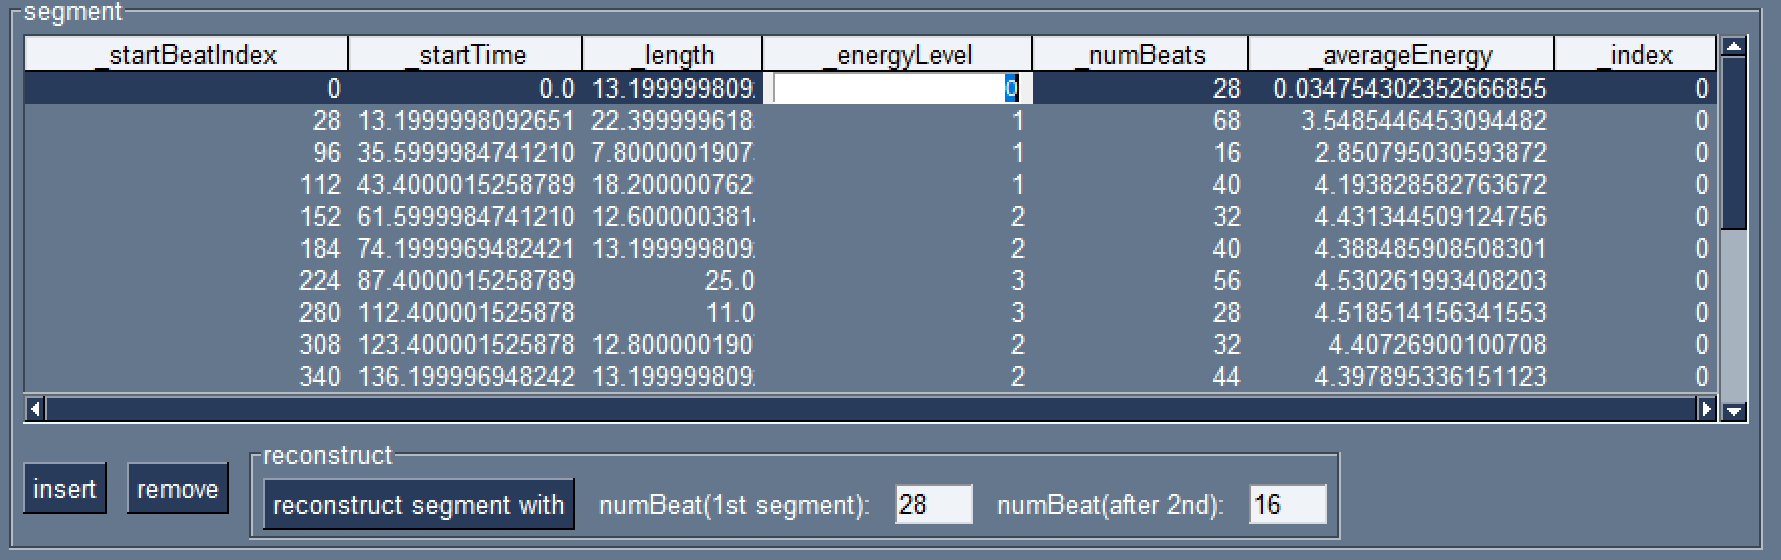 segment
_startBeatIndex _startTime _length _energyLevel _numBeats _averageEnergy _index
0 0.0 13.199999809 0 28 0.034754302352666855 0
28 13.1999998092651 22.399999618 1 68 3.5485446453094482 0
96 35.5999984741210 7.8000001907 1 16 2.850795030593872 0
112 43.4000015258789 18.200000762 1 40 4.193828582763672 0
152 61.5999984741210 12.600000381 2 32 4.431344509124756 0
184 74.1999969482421 13.199999809 2 40 4.388485908508301 0
224 87.4000015258789 25.0 3 56 4.530261993408203 0
280 112.400001525878 11.0 3 28 4.518514156341553 0
308 123.400001525878 12.800000190 2 32 4.40726900100708 0
340 136.199996948242 13.199999809 2 44 4.397895336151123 0
reconstruct
insert remove reconstruct segment with numBeat(1st segment): 28 numBeat(after 2nd): 16